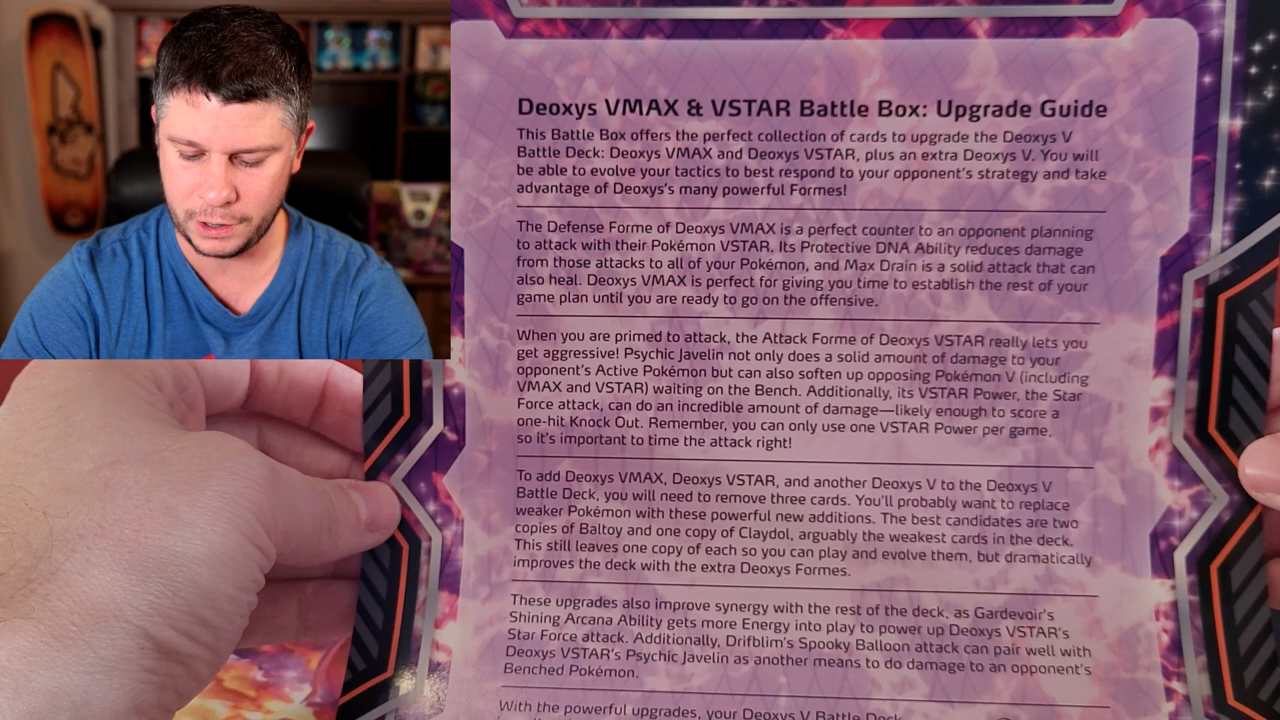 Deoxys VMAX & VSTAR Battle Box: Upgrade Guide
This Battle Box offers the perfect collection of cards to upgrade the Deoxys V
Battle Deck: Deoxys VMAX and Deoxys VSTAR, plus an extra Deoxys V. You will
be able to evolve your tactics to best respond to your opponent's strategy and take
advantage of Deoxys's many powerful Formes!
The Defense Forme of Deoxys VMAX is a perfect counter to an opponent planning
to attack with their Pokémon VSTAR. Its Protective DNA Ability reduces damage
from those attacks to all of your Pokémon, and Max Drain is a solid attack that can
also heal. Deoxys VMAX is perfect for giving you time to establish the rest of your
game plan until you are ready to go on the offensive.
When you are primed to attack, the Attack Forme of Deoxys VSTAR really lets you
get aggressive! Psychic Javelin not only does a solid amount of damage to your
opponent's Active Pokémon but can also soften up opposing Pokémon V (including
VMAX and VSTAR) waiting on the Bench. Additionally, its VSTAR Power, the Star
Force attack, can do an incredible amount of damage—likely enough to score a
one-hit Knock Out. Remember, you can only use one VSTAR Power per game,
so it's important to time the attack right!
To add Deoxys VMAX, Deoxys VSTAR, and another Deoxys V to the Deoxys V
Battle Deck, you will need to remove three cards. You'll probably want to replace
weaker Pokémon with these powerful new additions. The best candidates are two
copies of Baltoy and one copy of Claydol, arguably the weakest cards in the deck.
This still leaves one copy of each so you can play and evolve them, but dramatically
improves the deck with the extra Deoxys Formes.
These upgrades also improve synergy with the rest of the deck, as Gardevoir's
Shining Arcana Ability gets more Energy into play to power up Deoxys VSTAR's
Star Force attack. Additionally, Drifblim's Spooky Balloon attack can pair well with
Deoxys VSTAR's Psychic Javelin as another means to do damage to an opponent's
Benched Pokémon.
With the powerful upgrades, your Deoxys V Battle Deck